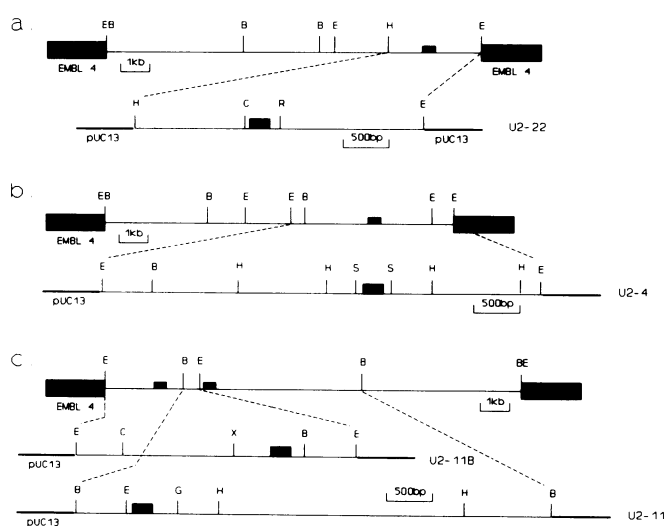 a
EB B B E H E
EMBL 4 1kb EMBL 4
H C R E
pUC13 500bp pUC13 U2-22
b
EB B E E B E E
EMBL 4 1kb
E B H H S S H H E
pUC13 500bp U2-4
c
E B E B BE
EMBL 4 1kb
E C X B E
pUC13 U2-11B
B E G H 500bp H B
pUC13 U2-11